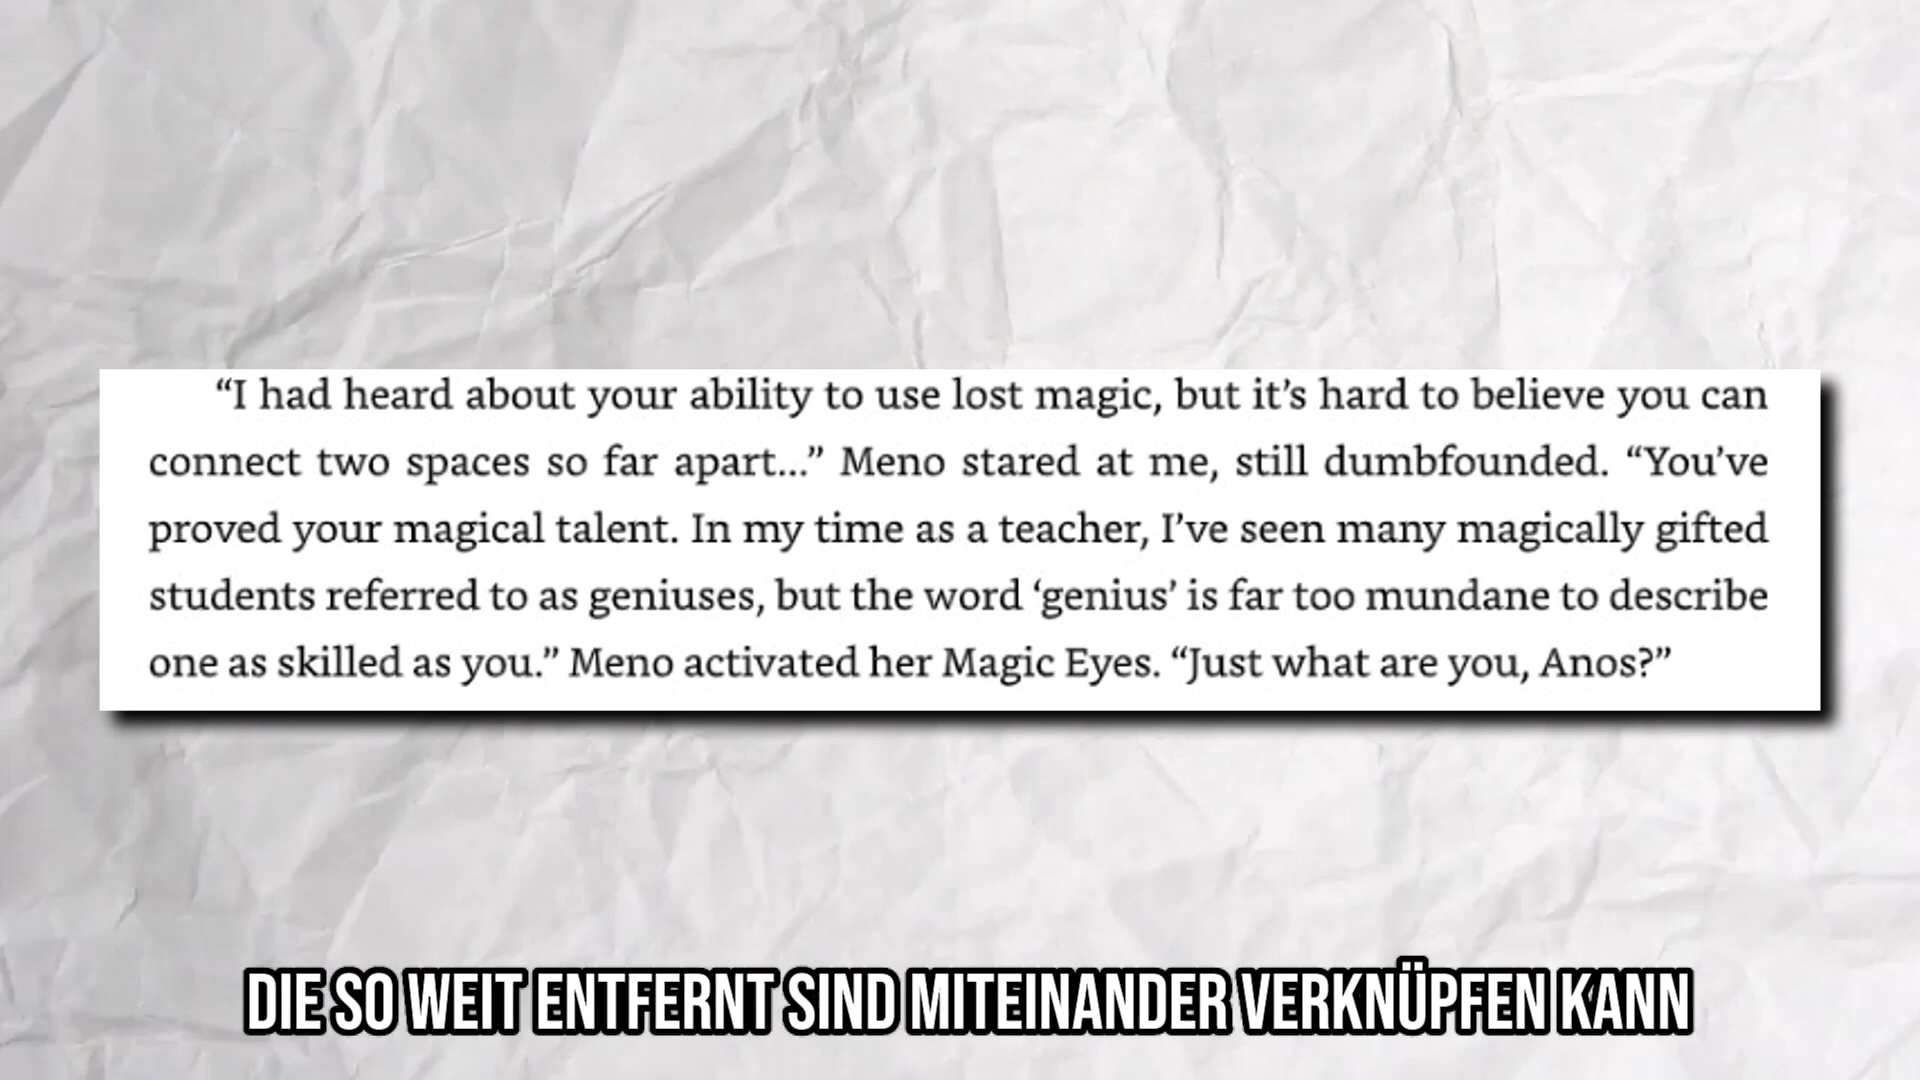 “I had heard about your ability to use lost magic, but it’s hard to believe you can
connect two spaces so far apart...” Meno stared at me, still dumbfounded. “You’ve
proved your magical talent. In my time as a teacher, I’ve seen many magically gifted
students referred to as geniuses, but the word ‘genius’ is far too mundane to describe
one as skilled as you.” Meno activated her Magic Eyes. “Just what are you, Anos?”
DIE SO WEIT ENTFERNT SIND MITEINANDER VERKNÜPFEN KANN